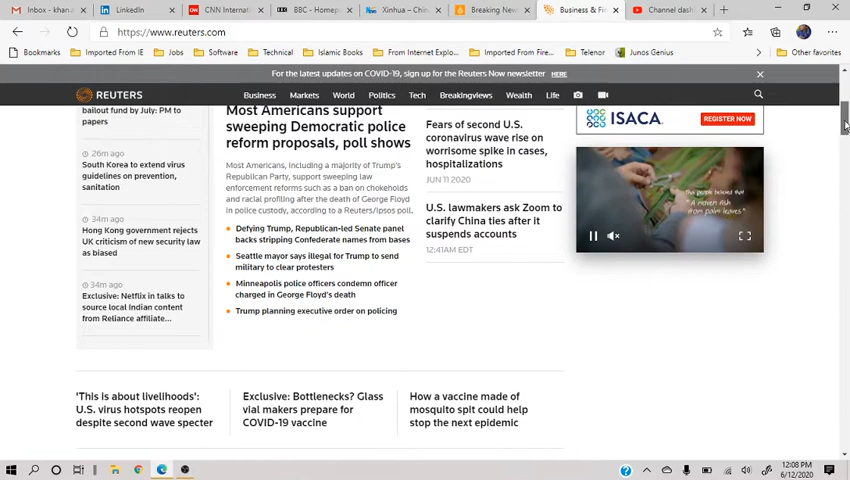 Inbox - khan.a
LinkedIn
CNN Internati
BBC - Homep
Xinhua – Chin
Breaking News
Business & Fi
Channel dash
https://www.reuters.com
Bookmarks
Imported From IE
Jobs
Software
Technical
Islamic Books
From Internet Explo...
Imported From Fire...
Telenor
Junos Genius
Other favorites
For the latest updates on COVID-19, sign up for the Reuters Now newsletter HERE
REUTERS
Business
Markets
World
Politics
Tech
Breakingviews
Wealth
Life
bailout fund by July: PM to
papers
26m ago
South Korea to extend virus
guidelines on prevention,
sanitation
34m ago
Hong Kong government rejects
UK criticism of new security law
as biased
34m ago
Exclusive: Netflix in talks to
source local Indian content
from Reliance affiliate...
Most Americans support
sweeping Democratic police
reform proposals, poll shows
Most Americans, including a majority of Trump's
Republican Party, support sweeping law
enforcement reforms such as a ban on chokeholds
and racial profiling after the death of George Floyd
in police custody, according to a Reuters/Ipsos poll.
Defying Trump, Republican-led Senate panel
backs stripping Confederate names from bases
Seattle mayor says illegal for Trump to send
military to clear protesters
Minneapolis police officers condemn officer
charged in George Floyd's death
Trump planning executive order on policing
Fears of second U.S.
coronavirus wave rise on
worrisome spike in cases,
hospitalizations
JUN 11 2020
U.S. lawmakers ask Zoom to
clarify China ties after it
suspends accounts
12:41AM EDT
ISACA
REGISTER NOW
this people believed that
"A woven fish
from palm leaves"
'This is about livelihoods':
U.S. virus hotspots reopen
despite second wave specter
Exclusive: Bottlenecks? Glass
vial makers prepare for
COVID-19 vaccine
How a vaccine made of
mosquito spit could help
stop the next epidemic
12:08 PM
6/12/2020